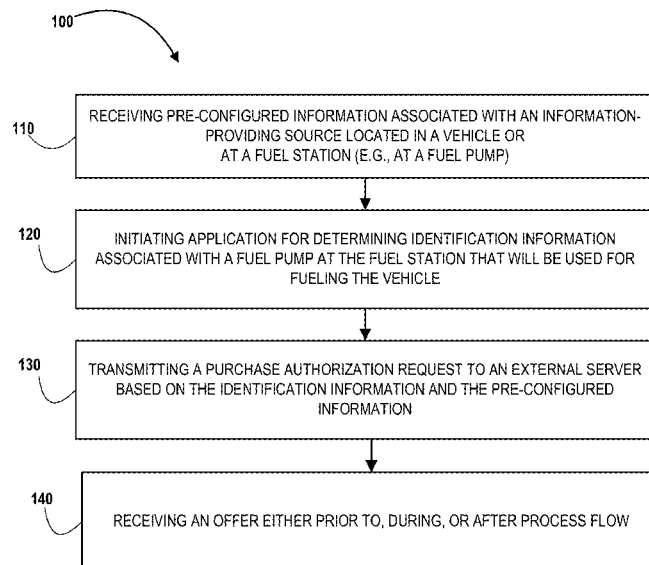 100
110
RECEIVING PRE-CONFIGURED INFORMATION ASSOCIATED WITH AN INFORMATION-
PROVIDING SOURCE LOCATED IN A VEHICLE OR
AT A FUEL STATION (E.G., AT A FUEL PUMP)
120
INITIATING APPLICATION FOR DETERMINING IDENTIFICATION INFORMATION
ASSOCIATED WITH A FUEL PUMP AT THE FUEL STATION THAT WILL BE USED FOR
FUELING THE VEHICLE
130
TRANSMITTING A PURCHASE AUTHORIZATION REQUEST TO AN EXTERNAL SERVER
BASED ON THE IDENTIFICATION INFORMATION AND THE PRE-CONFIGURED
INFORMATION
140
RECEIVING AN OFFER EITHER PRIOR TO, DURING, OR AFTER PROCESS FLOW